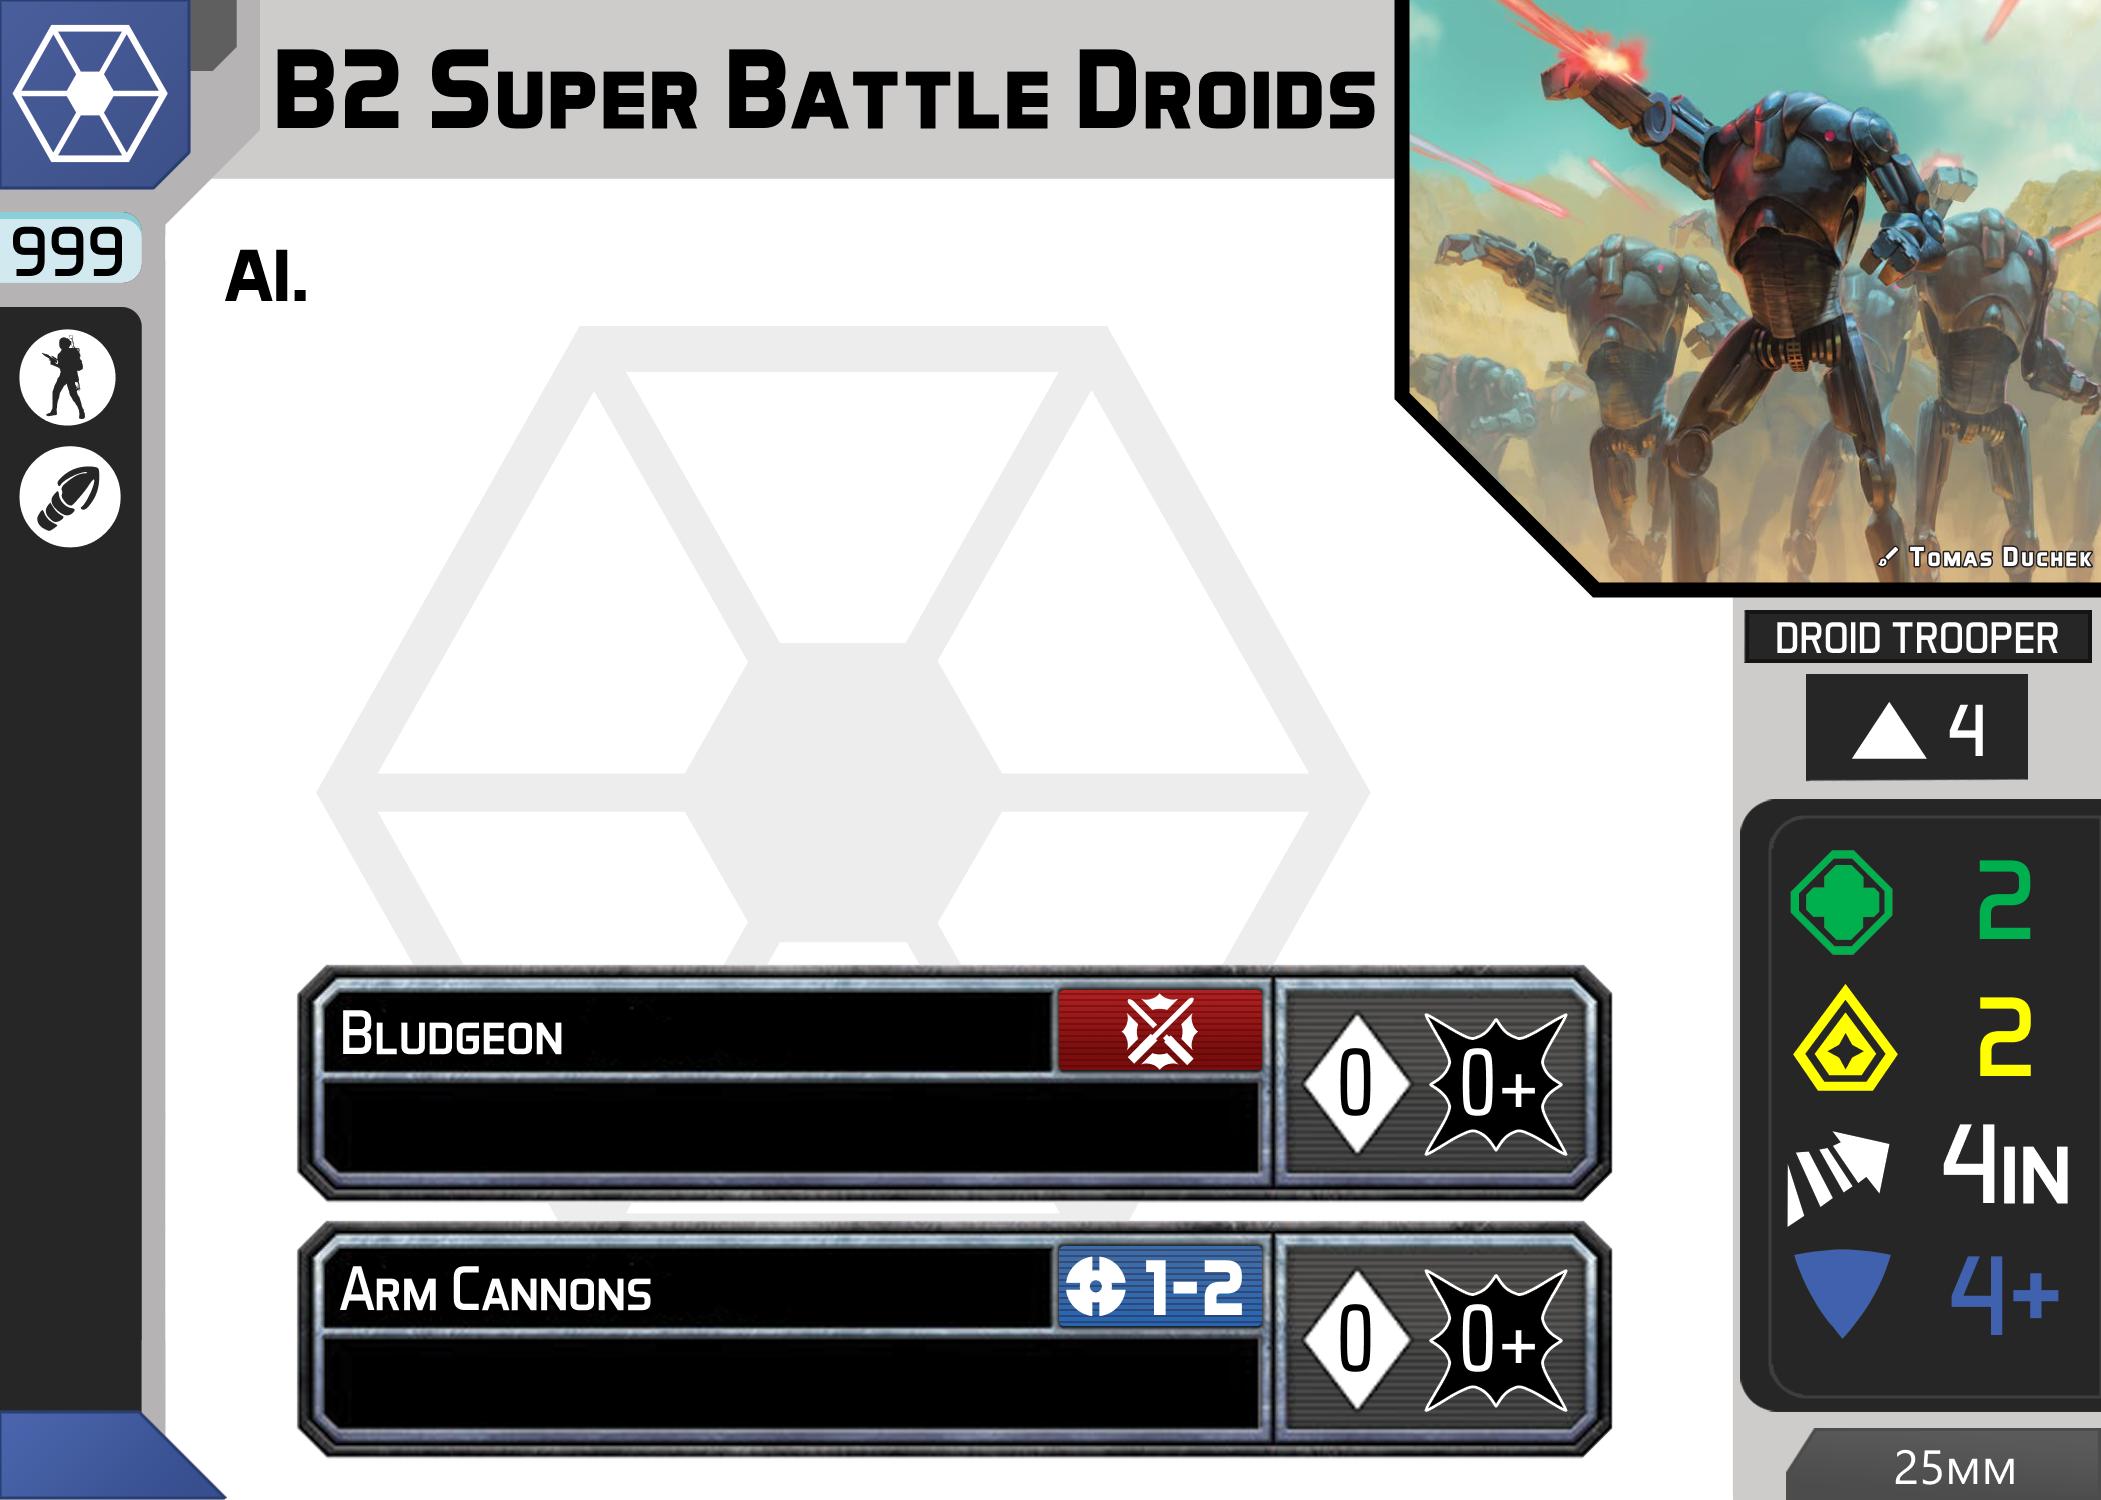 B2 Super Battle Droids
999
AI.
Tomas Duchek
DROID TROOPER
4
2
2
4IN
4+
Bludgeon
0 0+
Arm Cannons 1-2
0 0+
25MM